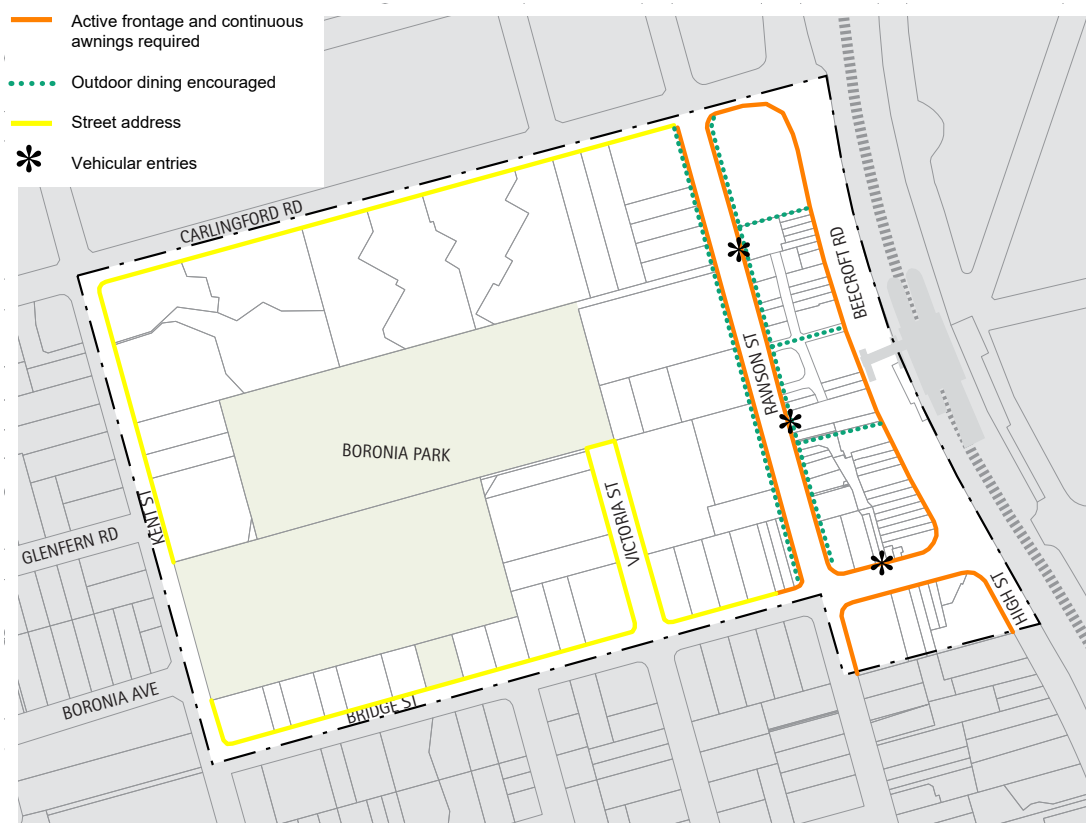 Active frontage and continuous
awnings required
Outdoor dining encouraged
Street address
Vehicular entries
CARLINGFORD RD
BEECROFT RD
RAWSON ST
BORONIA PARK
KENT ST
VICTORIA ST
GLENFERN RD
HIGH ST
BORONIA AVE
BRIDGE ST